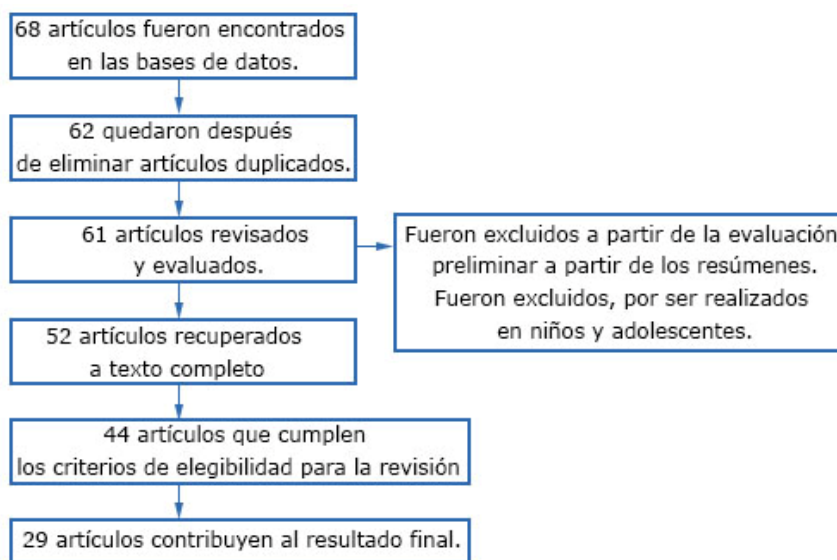 68 artículos fueron encontrados
en las bases de datos.
62 quedaron después
de eliminar artículos duplicados.
61 artículos revisados
y evaluados.
Fueron excluidos a partir de la evaluación
preliminar a partir de los resúmenes.
Fueron excluidos, por ser realizados
en niños y adolescentes.
52 artículos recuperados
a texto completo
44 artículos que cumplen
los criterios de elegibilidad para la revisión
29 artículos contribuyen al resultado final.